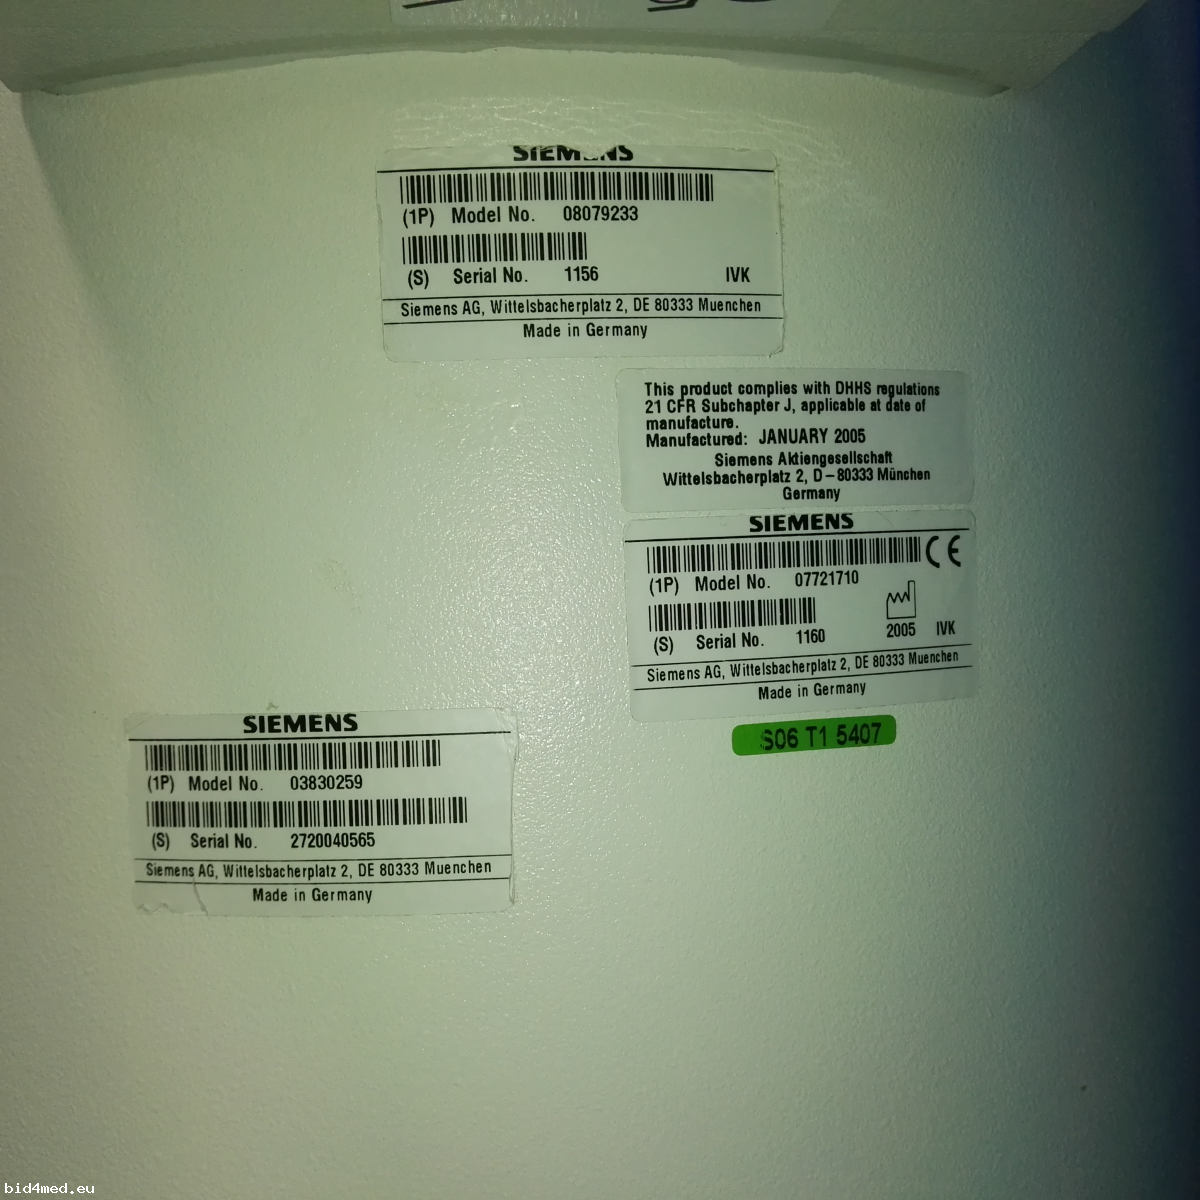 SIEMENS
(1P) Model No. 08079233
(S) Serial No. 1156 IVK
Siemens AG, Wittelsbacherplatz 2, DE 80333 Muenchen
Made in Germany
This product complies with DHHS regulations
21 CFR Subchapter J, applicable at date of
manufacture.
Manufactured: JANUARY 2005
Siemens Aktiengesellschaft
Wittelsbacherplatz 2, D-80333 München
Germany
SIEMENS
CE
(1P) Model No. 07721710
(S) Serial No. 1160 2005 IVK
Siemens AG, Wittelsbacherplatz 2, DE 80333 Muenchen
Made in Germany
S06 T1 5407
SIEMENS
(1P) Model No. 03830259
(S) Serial No. 2720040565
Siemens AG, Wittelsbacherplatz 2, DE 80333 Muenchen
Made in Germany
bid4med.eu